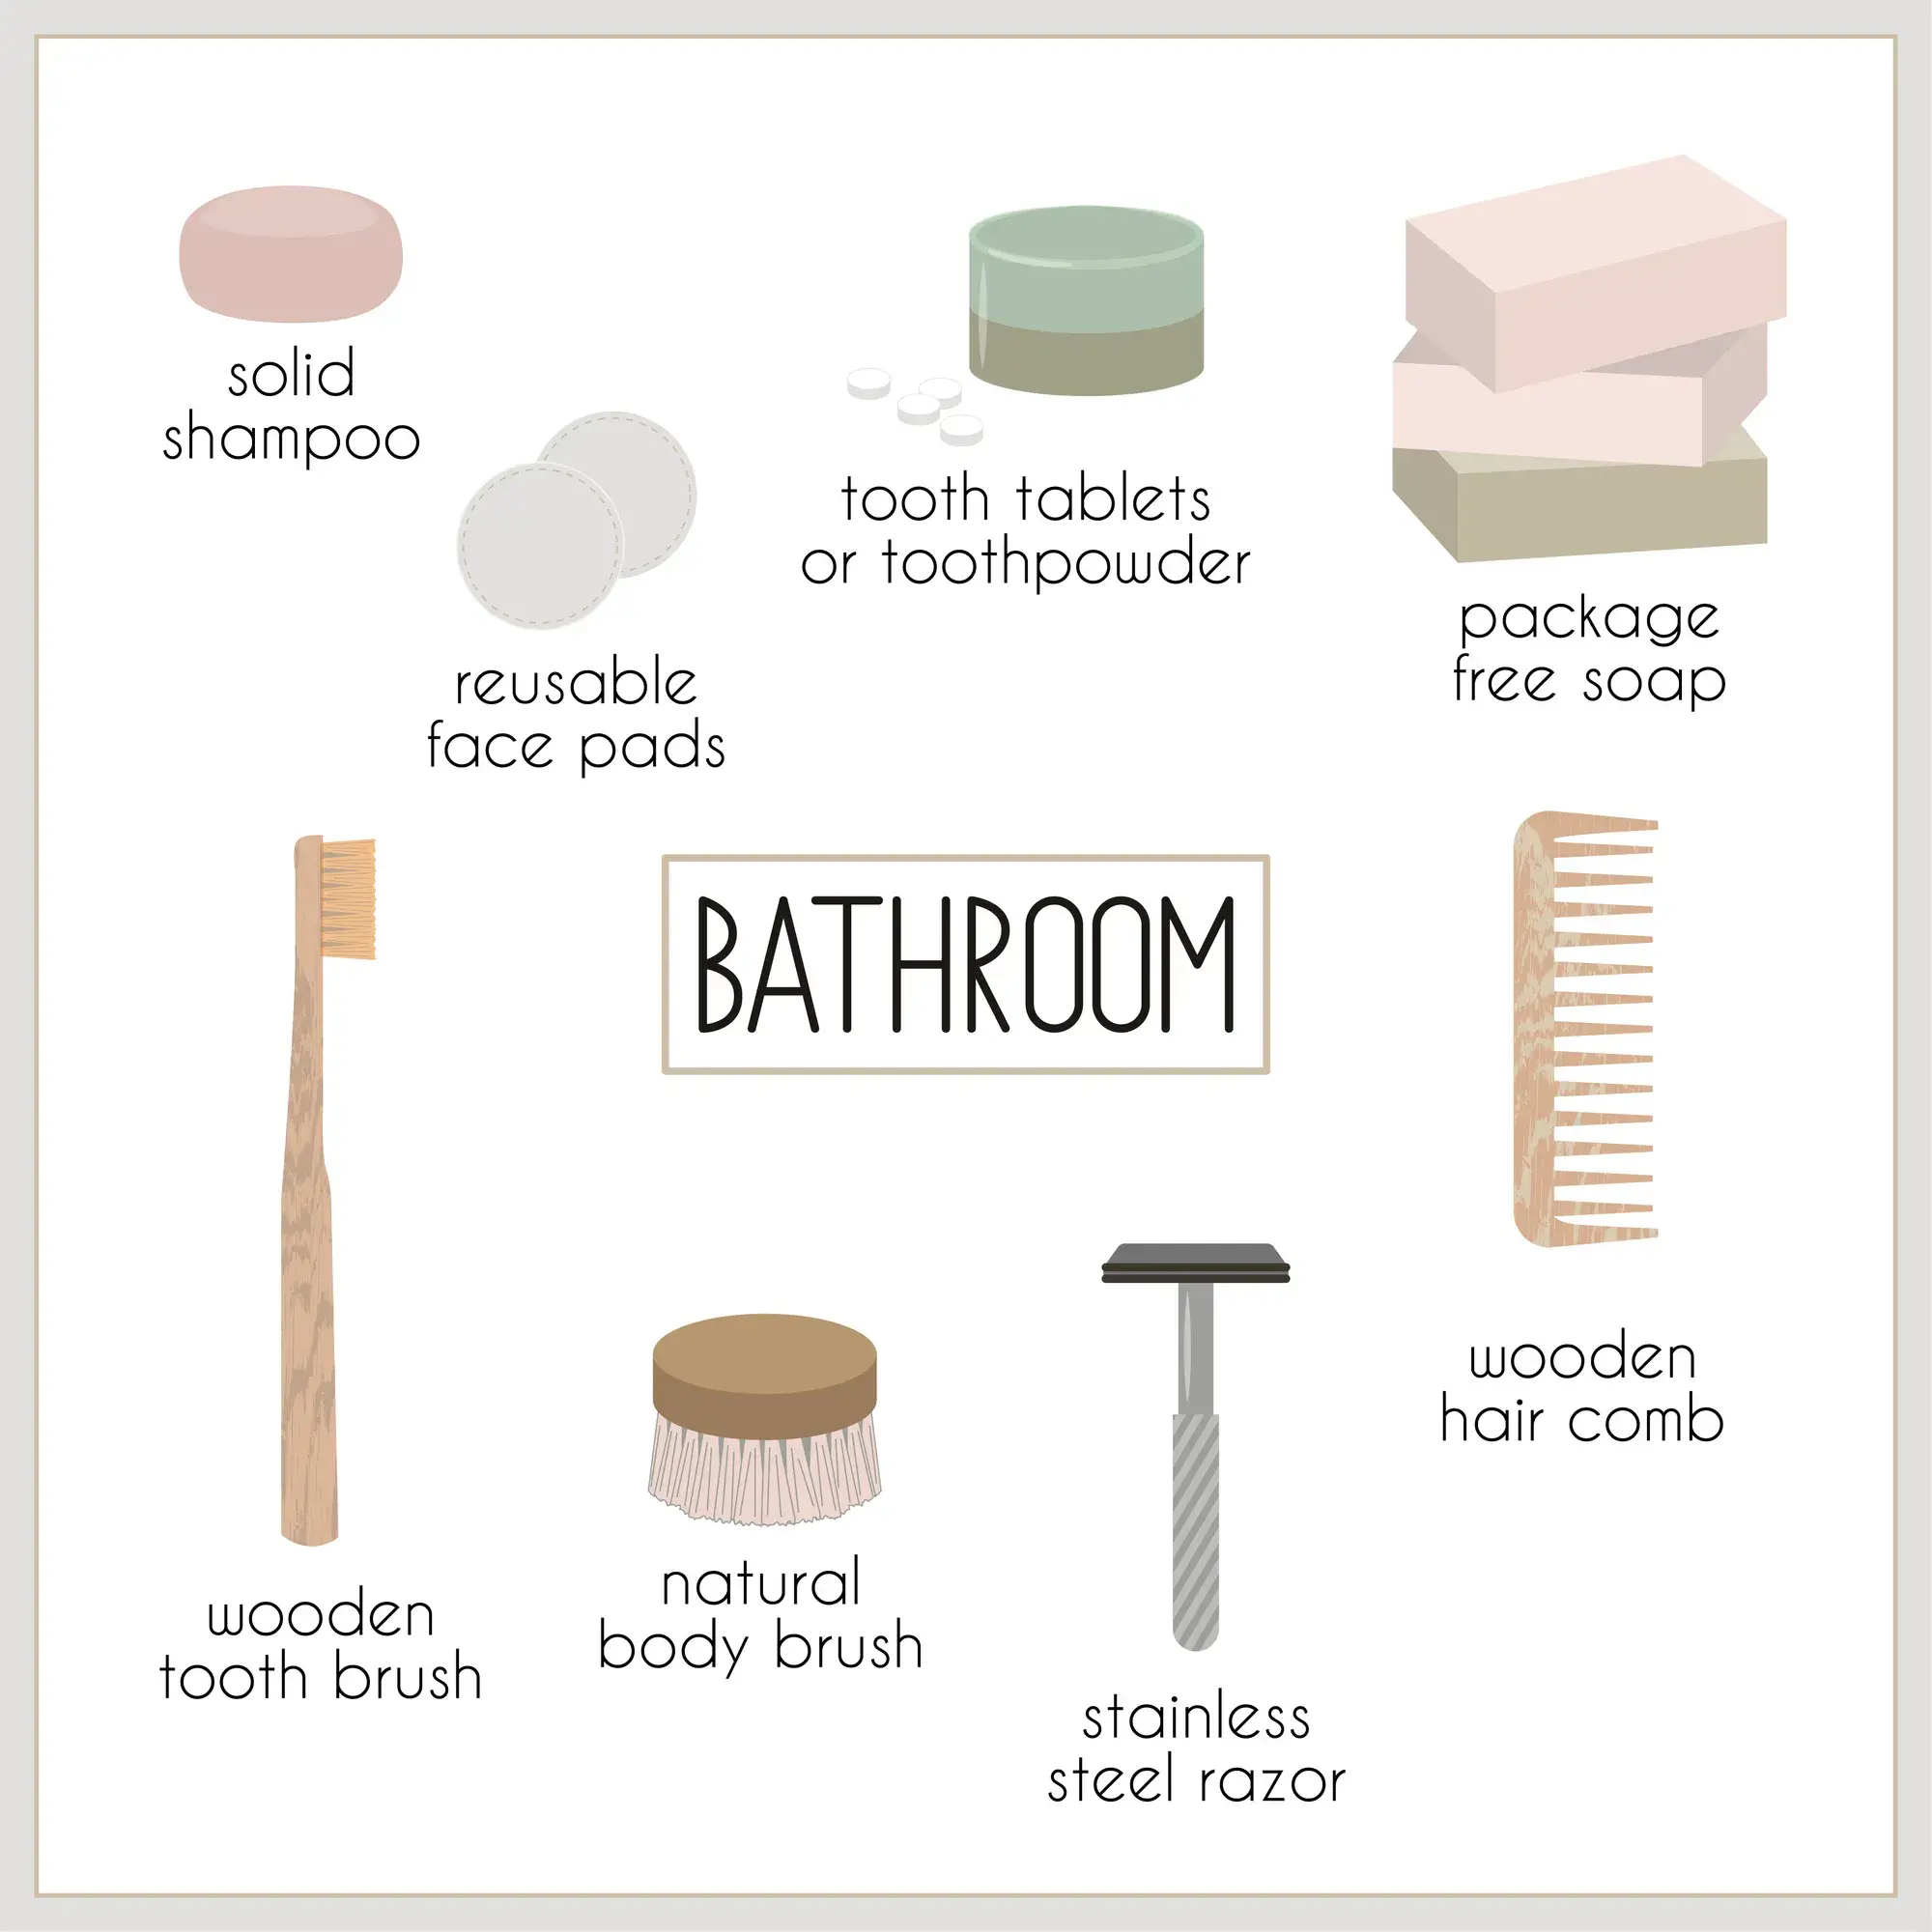 solid
shampoo
reusable
face pads
tooth tablets
or toothpowder
package
free soap
BATHROOM
wooden
tooth brush
natural
body brush
stainless
steel razor
wooden
hair comb